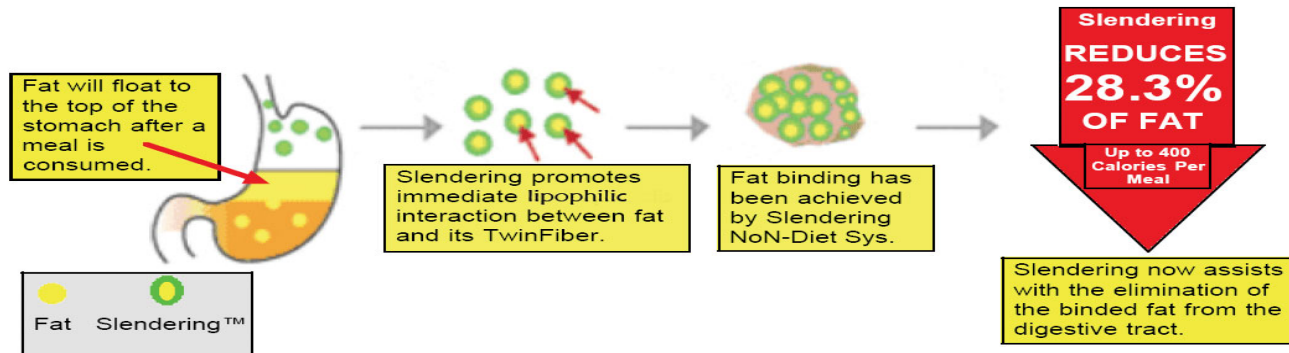 Fat will float to
the top of the
stomach after a
meal is
consumed.
Fat
Slendering™
Slendering promotes
immediate lipophilic
interaction between fat
and its TwinFiber.
Fat binding has
been achieved
by Slendering
NoN-Diet Sys.
Slendering
REDUCES
28.3%
OF FAT
Up to 400
Calories Per
Meal
Slendering now assists
with the elimination of
the binded fat from the
digestive tract.